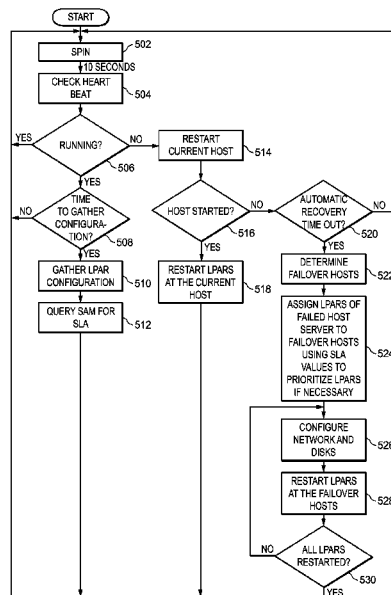 START
SPIN
502
10 SECONDS
CHECK HEART
BEAT
504
YES
RUNNING?
NO
506
YES
NO
TIME
TO GATHER
CONFIGURA-
TION?
508
YES
GATHER LPAR
CONFIGURATION
510
QUERY SAM FOR
SLA
512
RESTART
CURRENT HOST
514
HOST STARTED?
NO
516
YES
RESTART LPARS
AT THE CURRENT
HOST
518
AUTOMATIC
RECOVERY
TIME OUT?
NO
520
YES
DETERMINE
FAILOVER HOSTS
522
ASSIGN LPARS OF
FAILED HOST
SERVER TO
FAILOVER HOSTS
USING SLA
VALUES TO
PRIORITIZE LPARS
IF NECESSARY
524
CONFIGURE
NETWORK AND
DISKS
526
RESTART LPARS
AT THE FAILOVER
HOSTS
528
NO
ALL LPARS
RESTARTED?
530
YES